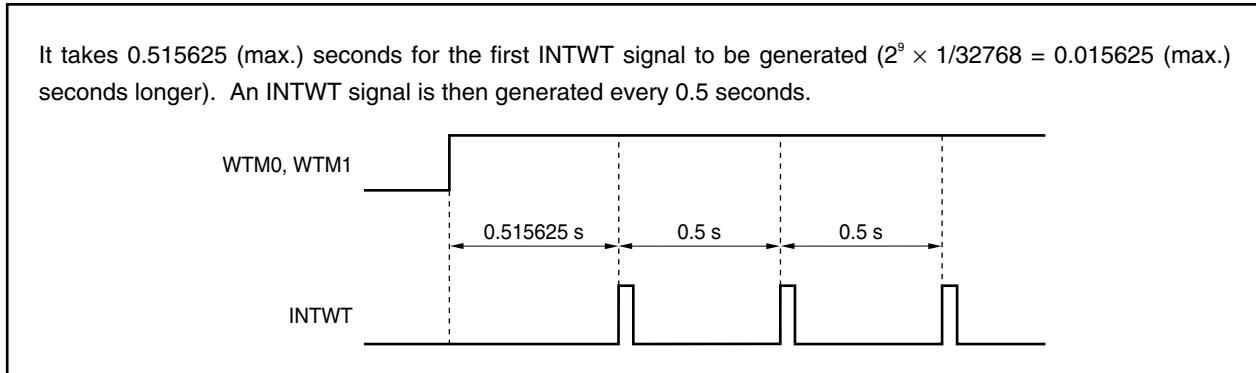 It takes 0.515625 (max.) seconds for the first INTWT signal to be generated (2⁹ × 1/32768 = 0.015625 (max.)
seconds longer).  An INTWT signal is then generated every 0.5 seconds.
WTM0, WTM1
0.515625 s
0.5 s
0.5 s
INTWT